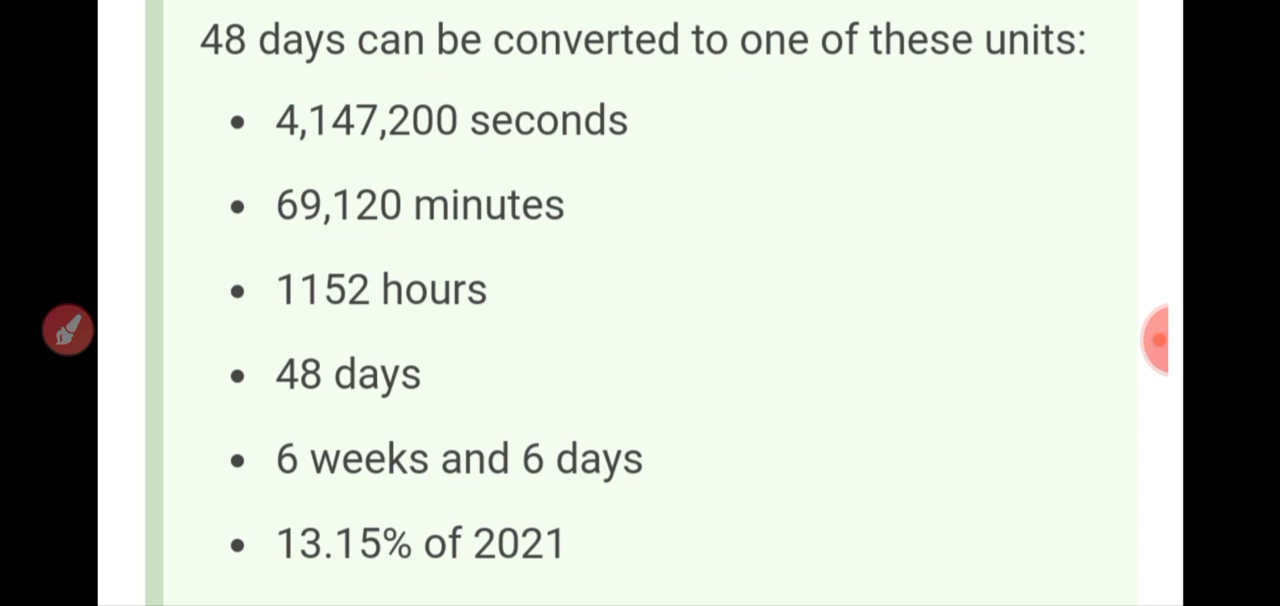 48 days can be converted to one of these units:
• 4,147,200 seconds
• 69,120 minutes
• 1152 hours
• 48 days
• 6 weeks and 6 days
• 13.15% of 2021